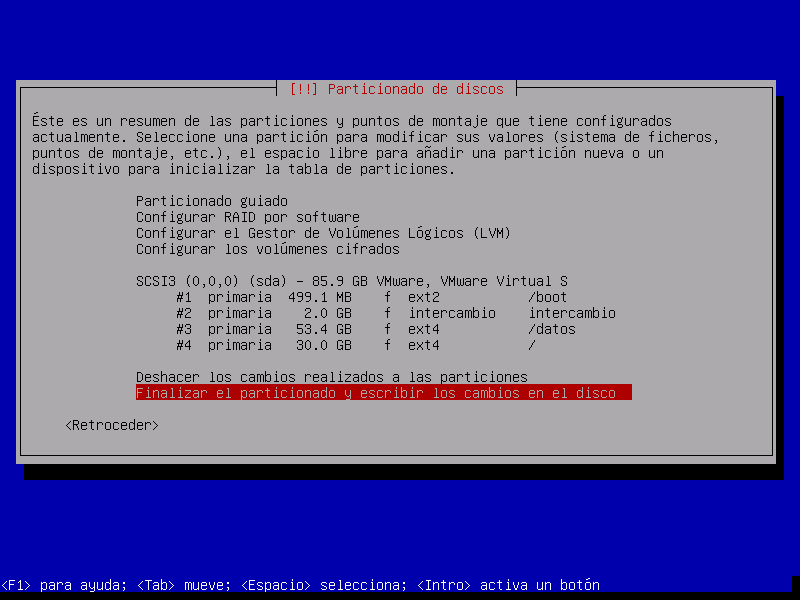 [!!] Particionado de discos
Éste es un resumen de las particiones y puntos de montaje que tiene configurados
actualmente. Seleccione una partición para modificar sus valores (sistema de ficheros,
puntos de montaje, etc.), el espacio libre para añadir una partición nueva o un
dispositivo para inicializar la tabla de particiones.
Particionado guiado
Configurar RAID por software
Configurar el Gestor de Volúmenes Lógicos (LVM)
Configurar los volúmenes cifrados
SCSI3 (0,0,0) (sda) - 85.9 GB VMware, VMware Virtual S
#1 primaria 499.1 MB f ext2 /boot
#2 primaria 2.0 GB f intercambio intercambio
#3 primaria 53.4 GB f ext4 /datos
#4 primaria 30.0 GB f ext4 /
Deshacer los cambios realizados a las particiones
Finalizar el particionado y escribir los cambios en el disco
<Retroceder>
<F1> para ayuda; <Tab> mueve; <Espacio> selecciona; <Intro> activa un botón